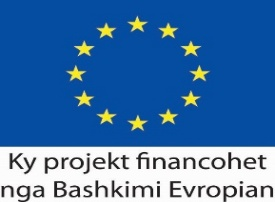 Ky projekt financohet
nga Bashkimi Evropian